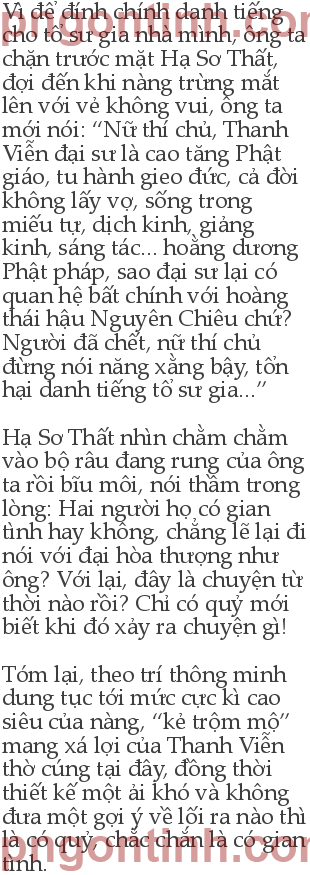 Vì để đính chính danh tiếng
cho tổ sư gia nhà mình, ông ta
chặn trước mặt Hạ Sơ Thất,
đợi đến khi nàng trừng mắt
lên với vẻ không vui, ông ta
mới nói: “Nữ thí chủ, Thanh
Viễn đại sư là cao tăng Phật
giáo, tu hành gieo đức, cả đời
không lấy vợ, sống trong
miếu tự, dịch kinh, giảng
kinh, sáng tác... hoằng dương
Phật pháp, sao đại sư lại có
quan hệ bất chính với hoàng
thái hậu Nguyên Chiêu chứ?
Người đã chết, nữ thí chủ
đừng nói năng xằng bậy, tổn
hại danh tiếng tổ sư gia...”
Hạ Sơ Thất nhìn chằm chằm
vào bộ râu đang rung của ông
ta rồi bĩu môi, nói thầm trong
lòng: Hai người họ có gian
tình hay không, chẳng lẽ lại đi
nói với đại hòa thượng như
ông? Với lại, đây là chuyện từ
thời nào rồi? Chỉ có quỷ mới
biết khi đó xảy ra chuyện gì!
Tóm lại, theo trí thông minh
dung tục tới mức cực kì cao
siêu của nàng, “kẻ trộm mộ”
mang xá lợi của Thanh Viễn
thờ cúng tại đây, đồng thời
thiết kế một ải khó và không
đưa một gợi ý về lối ra nào thì
là có quỷ, chắc chắn là có gian
tình.
pngontinh.com
pngontinh.com
pngontinh.com